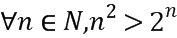 ∀n ∈ N,n² > 2ⁿ